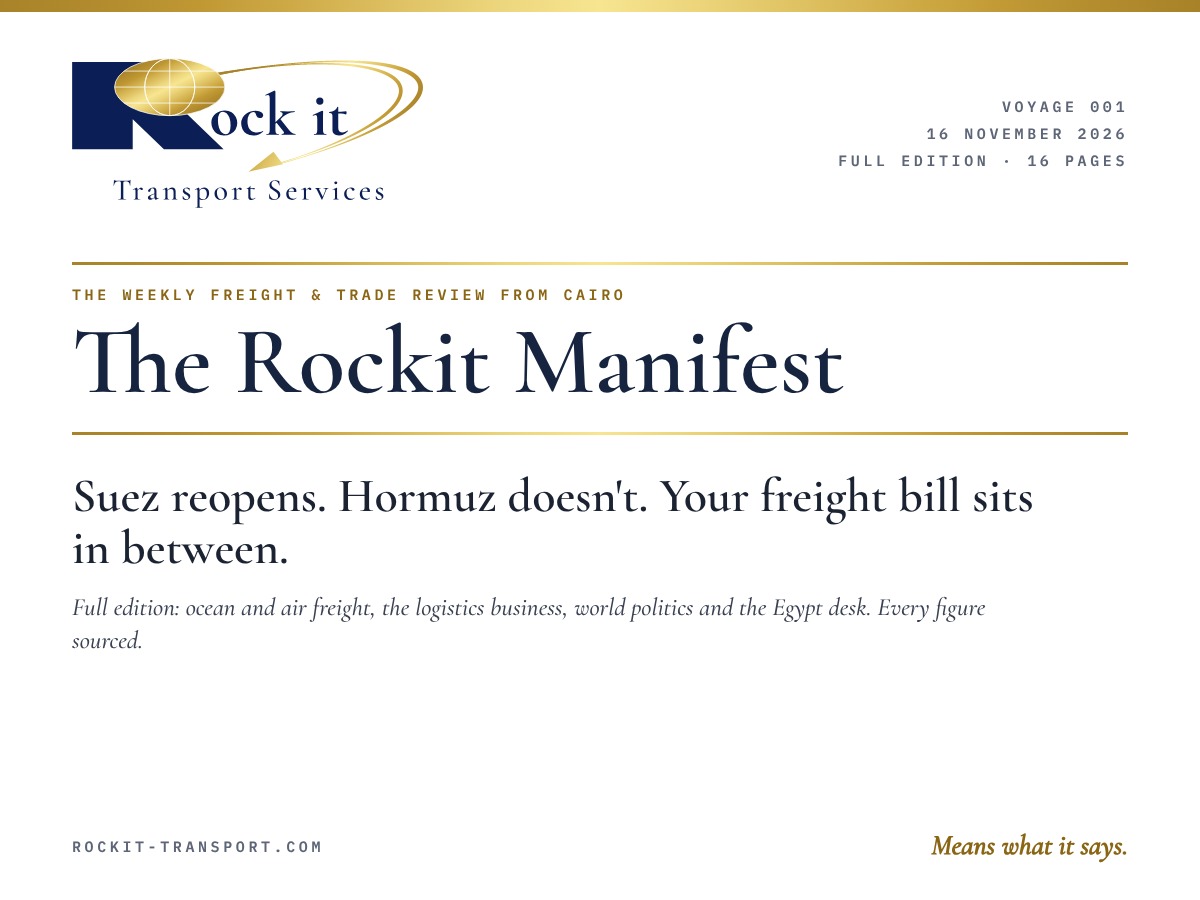 Rock it
Transport Services
VOYAGE 001
16 NOVEMBER 2026
FULL EDITION · 16 PAGES
THE WEEKLY FREIGHT & TRADE REVIEW FROM CAIRO
The Rockit Manifest
Suez reopens. Hormuz doesn't. Your freight bill sits
in between.
Full edition: ocean and air freight, the logistics business, world politics and the Egypt desk. Every figure
sourced.
ROCKIT-TRANSPORT.COM
Means what it says.